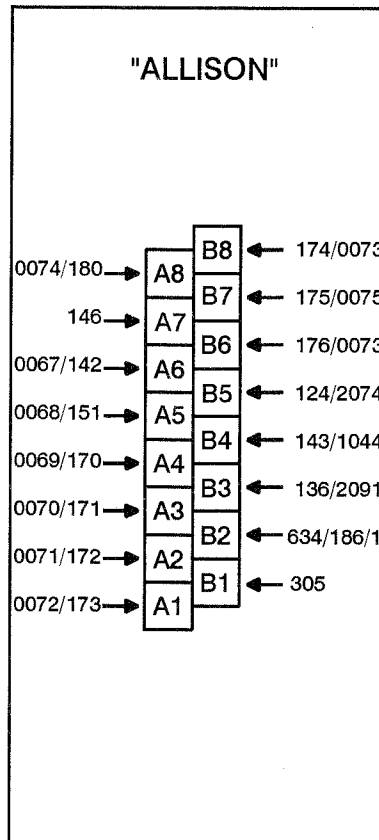 "ALLISON"
B8 174/0073
0074/180 A8
B7 175/0075
146 A7
B6 176/0073
0067/142 A6
B5 124/2074
0068/151 A5
B4 143/1044
0069/170 A4
B3 136/2091
0070/171 A3
B2 634/186/1
0071/172 A2
B1 305
0072/173 A1